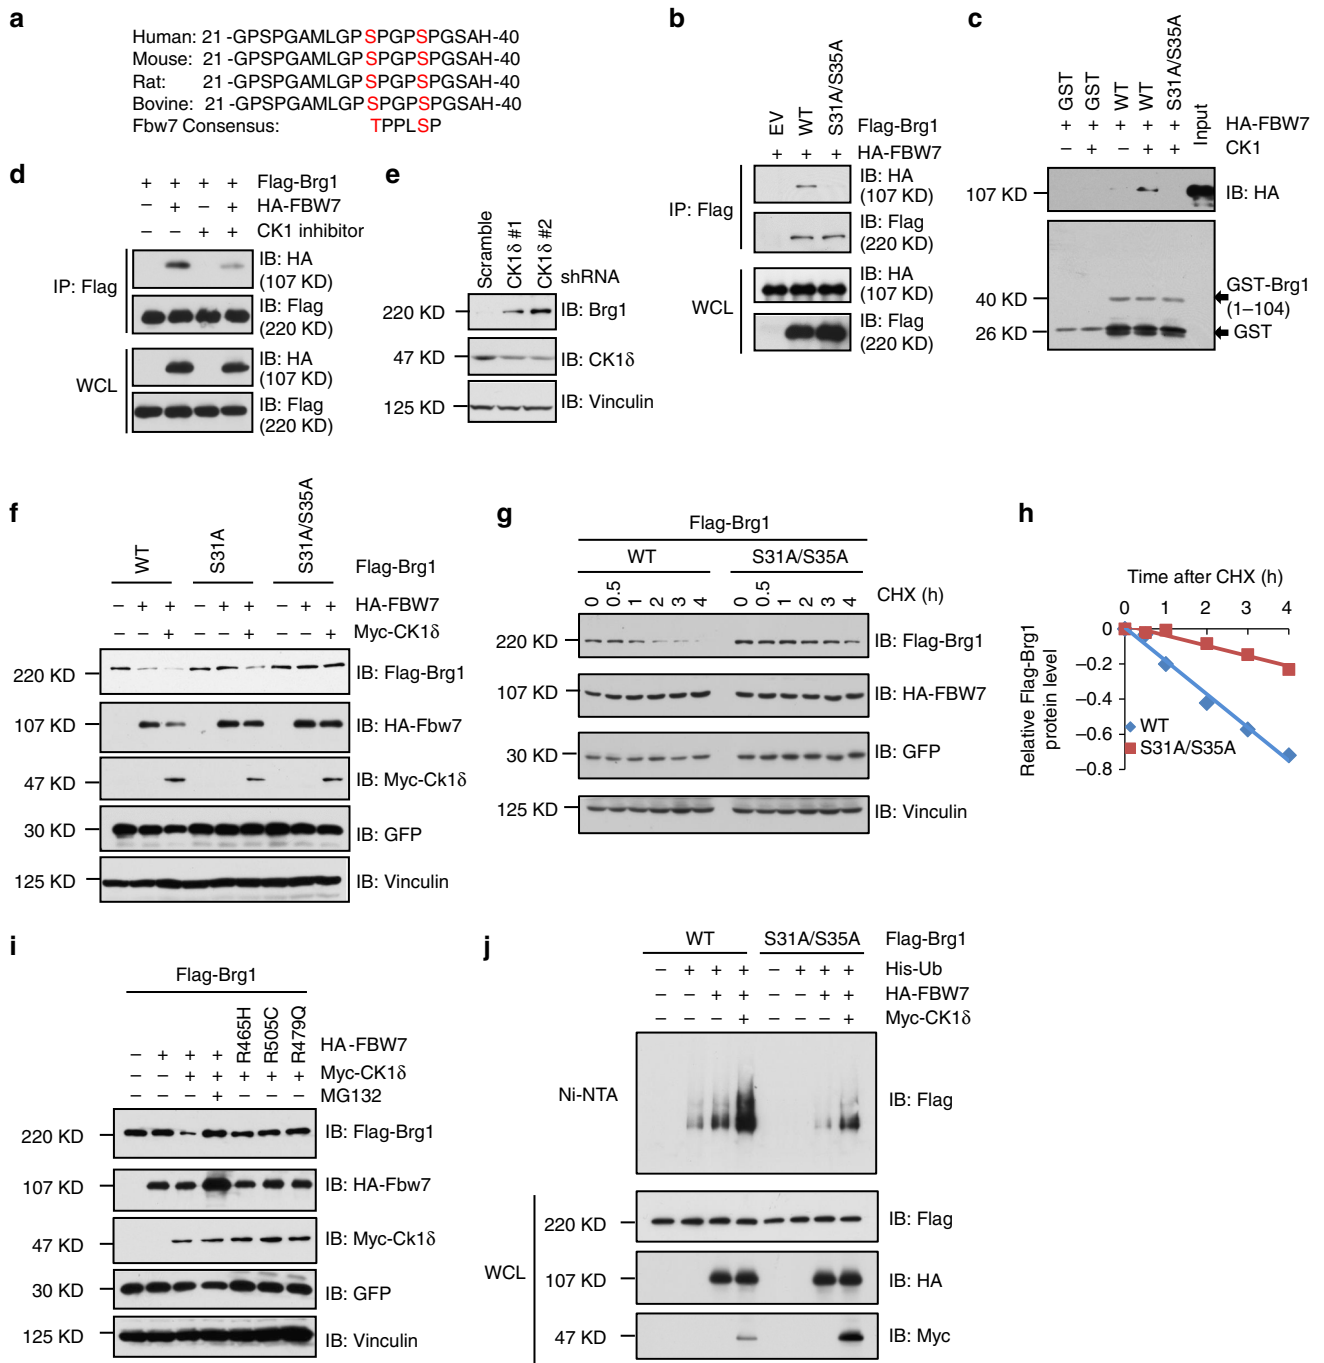 a
Human: 21 -GPSPGAMLGPSPGPSPGSAH-40
Mouse: 21 -GPSPGAMLGPSPGPSPGSAH-40
Rat: 21 -GPSPGAMLGPSPGPSPGSAH-40
Bovine: 21 -GPSPGAMLGPSPGPSPGSAH-40
Fbw7 Consensus: TPPLSP
b
EV WT S31A/S35A Flag-Brg1
+ + + HA-FBW7
IP: Flag
IB: HA
(107 KD)
IB: Flag
(220 KD)
WCL
IB: HA
(107 KD)
IB: Flag
(220 KD)
c
GST GST WT WT S31A/S35A Input
+ + + + + HA-FBW7
– + – + + CK1
107 KD IB: HA
40 KD GST-Brg1
(1–104)
26 KD GST
d
+ + + + Flag-Brg1
– + – + HA-FBW7
– – + + CK1 inhibitor
IP: Flag
IB: HA
(107 KD)
IB: Flag
(220 KD)
WCL
IB: HA
(107 KD)
IB: Flag
(220 KD)
e
Scramble CK1δ #1 CK1δ #2 shRNA
220 KD IB: Brg1
47 KD IB: CK1δ
125 KD IB: Vinculin
f
WT S31A S31A/S35A Flag-Brg1
– + + – + + – + + HA-FBW7
– – + – – + – – + Myc-CK1δ
220 KD IB: Flag-Brg1
107 KD IB: HA-Fbw7
47 KD IB: Myc-Ck1δ
30 KD IB: GFP
125 KD IB: Vinculin
g
Flag-Brg1
WT S31A/S35A
0 0.5 1 2 3 4 0 0.5 1 2 3 4 CHX (h)
220 KD IB: Flag-Brg1
107 KD IB: HA-FBW7
30 KD IB: GFP
125 KD IB: Vinculin
h
Time after CHX (h)
0 1 2 3 4
0
–0.2
–0.4
–0.6
–0.8
Relative Flag-Brg1
protein level
WT
S31A/S35A
i
Flag-Brg1
– + + + R465H R505C R479Q HA-FBW7
– – + + + + + Myc-CK1δ
– – – + – – – MG132
220 KD IB: Flag-Brg1
107 KD IB: HA-Fbw7
47 KD IB: Myc-Ck1δ
30 KD IB: GFP
125 KD IB: Vinculin
j
WT S31A/S35A Flag-Brg1
– + + + – + + + His-Ub
– – + + – – + + HA-FBW7
– – – + – – – + Myc-CK1δ
Ni-NTA IB: Flag
WCL
220 KD IB: Flag
107 KD IB: HA
47 KD IB: Myc